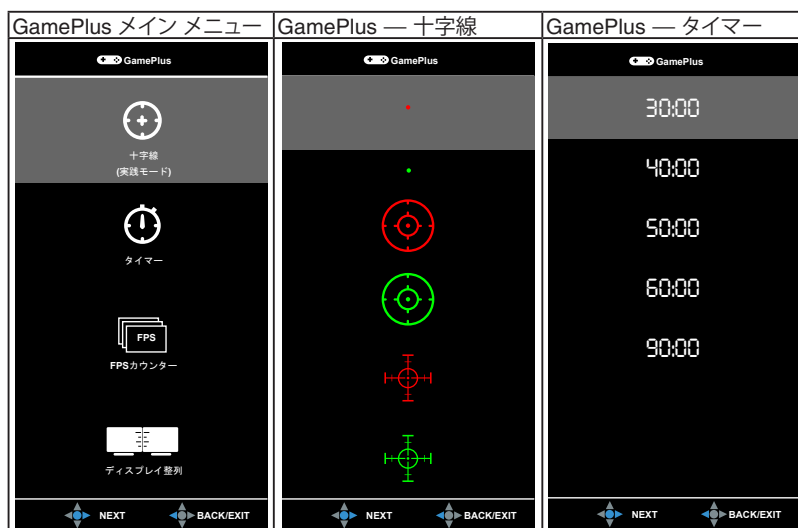 GamePlus メイン メニュー
GamePlus
十字線
(実践モード)
タイマー
FPS
FPSカウンター
ディスプレイ整列
NEXT BACK/EXIT
GamePlus — 十字線
GamePlus
NEXT BACK/EXIT
GamePlus — タイマー
GamePlus
30:00
40:00
50:00
60:00
90:00
NEXT BACK/EXIT